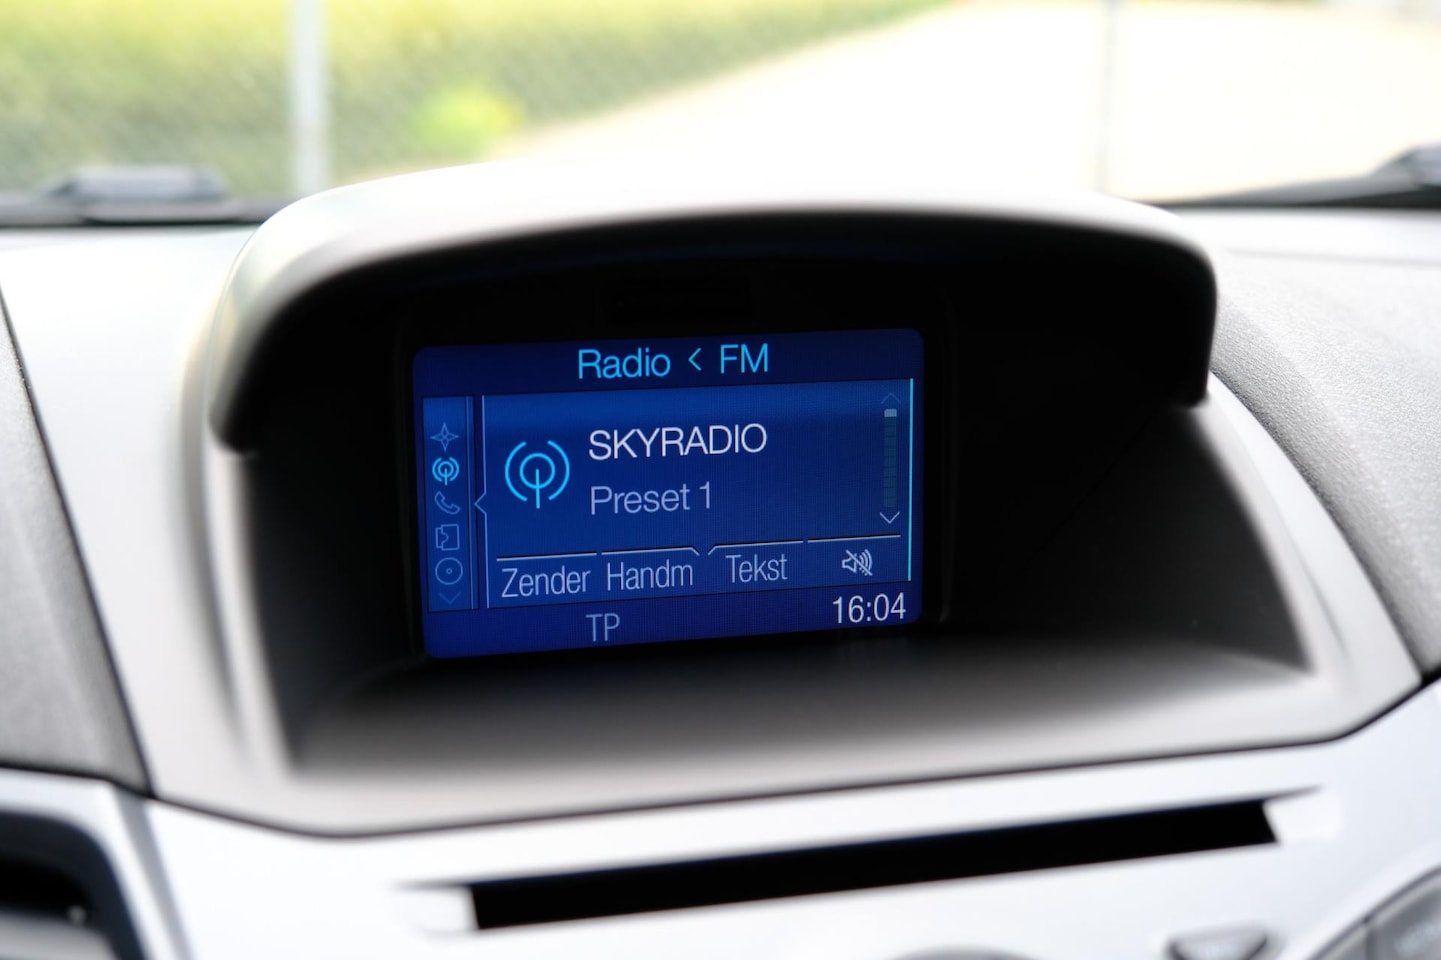 Radio < FM
SKYRADIO
Preset 1
Zender Handm Tekst
TP 16:04